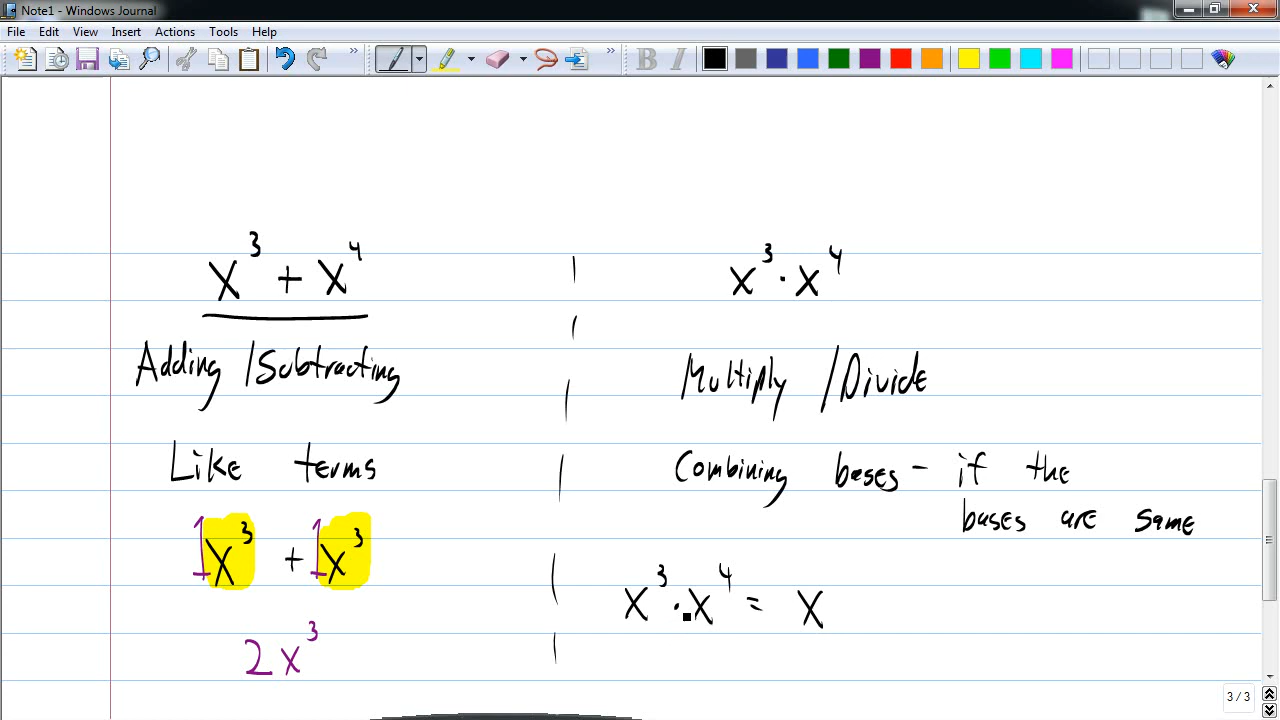 Note1 - Windows Journal
File Edit View Insert Actions Tools Help
B I
x³ + x⁴
Adding / Subtracting
Like terms
1x³ + 1x³
2x³
x³ · x⁴
Multiply / Divide
Combining bases - if the
bases are same
x³ · x⁴ = x
3 / 3